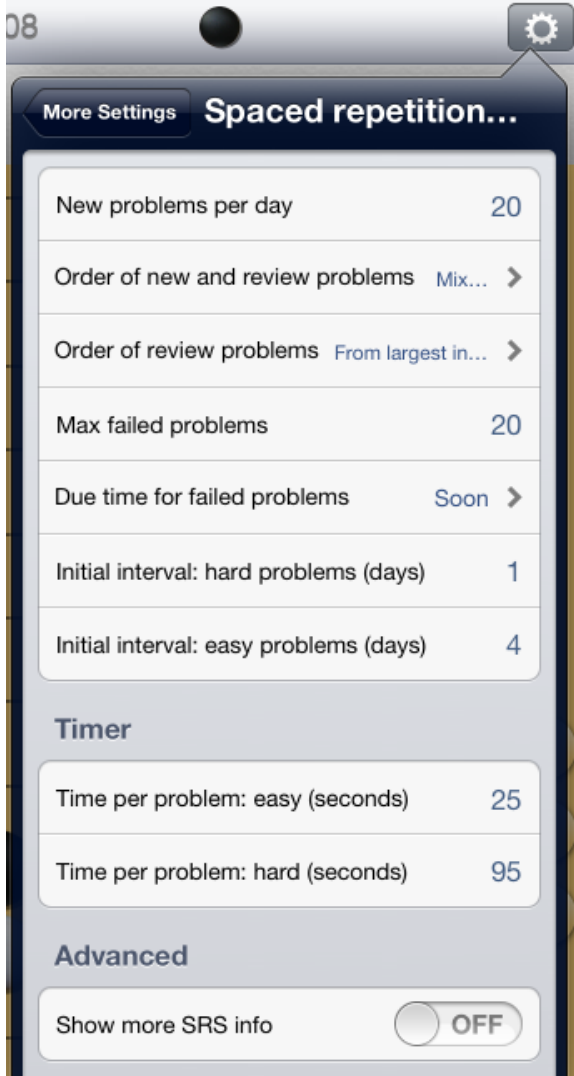 08
More Settings Spaced repetition...
New problems per day 20
Order of new and review problems Mix...
Order of review problems From largest in...
Max failed problems 20
Due time for failed problems Soon
Initial interval: hard problems (days) 1
Initial interval: easy problems (days) 4
Timer
Time per problem: easy (seconds) 25
Time per problem: hard (seconds) 95
Advanced
Show more SRS info OFF